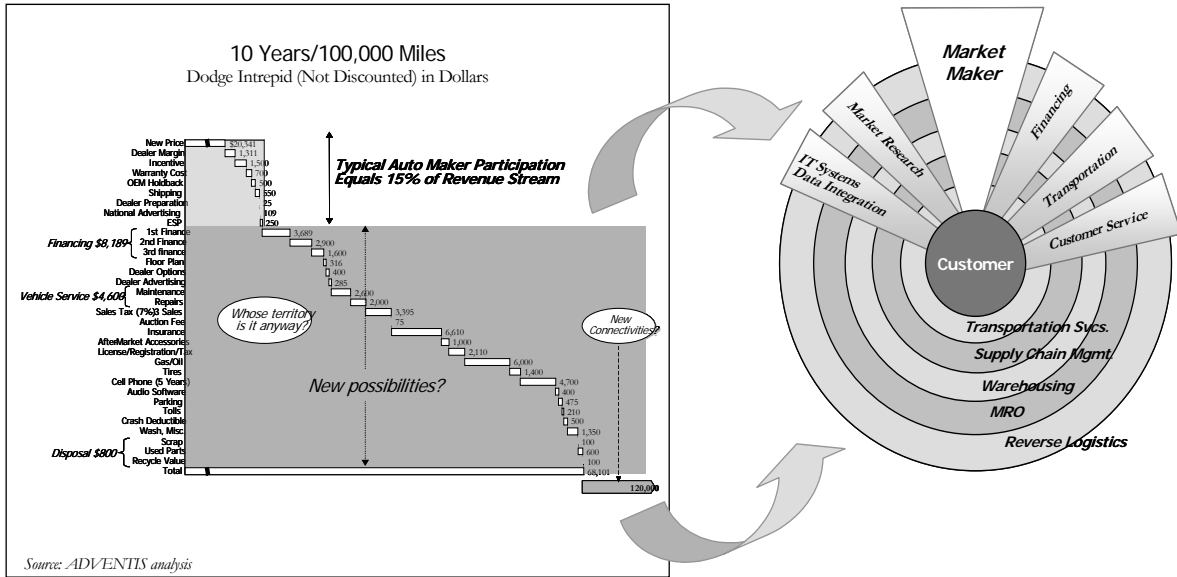 10 Years/100,000 Miles
Dodge Intrepid (Not Discounted) in Dollars
New Price $20,341
Dealer Margin 1,311
Incentive 1,500
Warranty Cost 700
OEM Holdback 500
Shipping 550
Dealer Preparation 25
National Advertising 109
ESP 250
Typical Auto Maker Participation
Equals 15% of Revenue Stream
Financing $8,189
1st Finance 3,689
2nd Finance 2,900
3rd finance 1,600
Floor Plan 316
Dealer Options 400
Dealer Advertising 285
Vehicle Service $4,600
Maintenance 2,600
Repairs 2,000
Sales Tax (7%)3 Sales 3,395
Auction Fee 75
Insurance 6,610
AfterMarket Accessories 1,000
License/Registration/Tax 2,110
Gas/Oil 6,000
Tires 1,400
Cell Phone (5 Years) 4,700
Audio Software 400
Parking 475
Tolls 210
Crash Deductible 500
Wash, Misc. 1,350
Disposal $800
Scrap 100
Used Parts 600
Recycle Value 100
Total 68,101
120,000
Whose territory
is it anyway?
New possibilities?
New
Connectivities?
Source: ADVENTIS analysis
Market
Maker
Financing
Transportation
Customer Service
Market Research
IT Systems
Data Integration
Customer
Transportation Svcs.
Supply Chain Mgmt.
Warehousing
MRO
Reverse Logistics